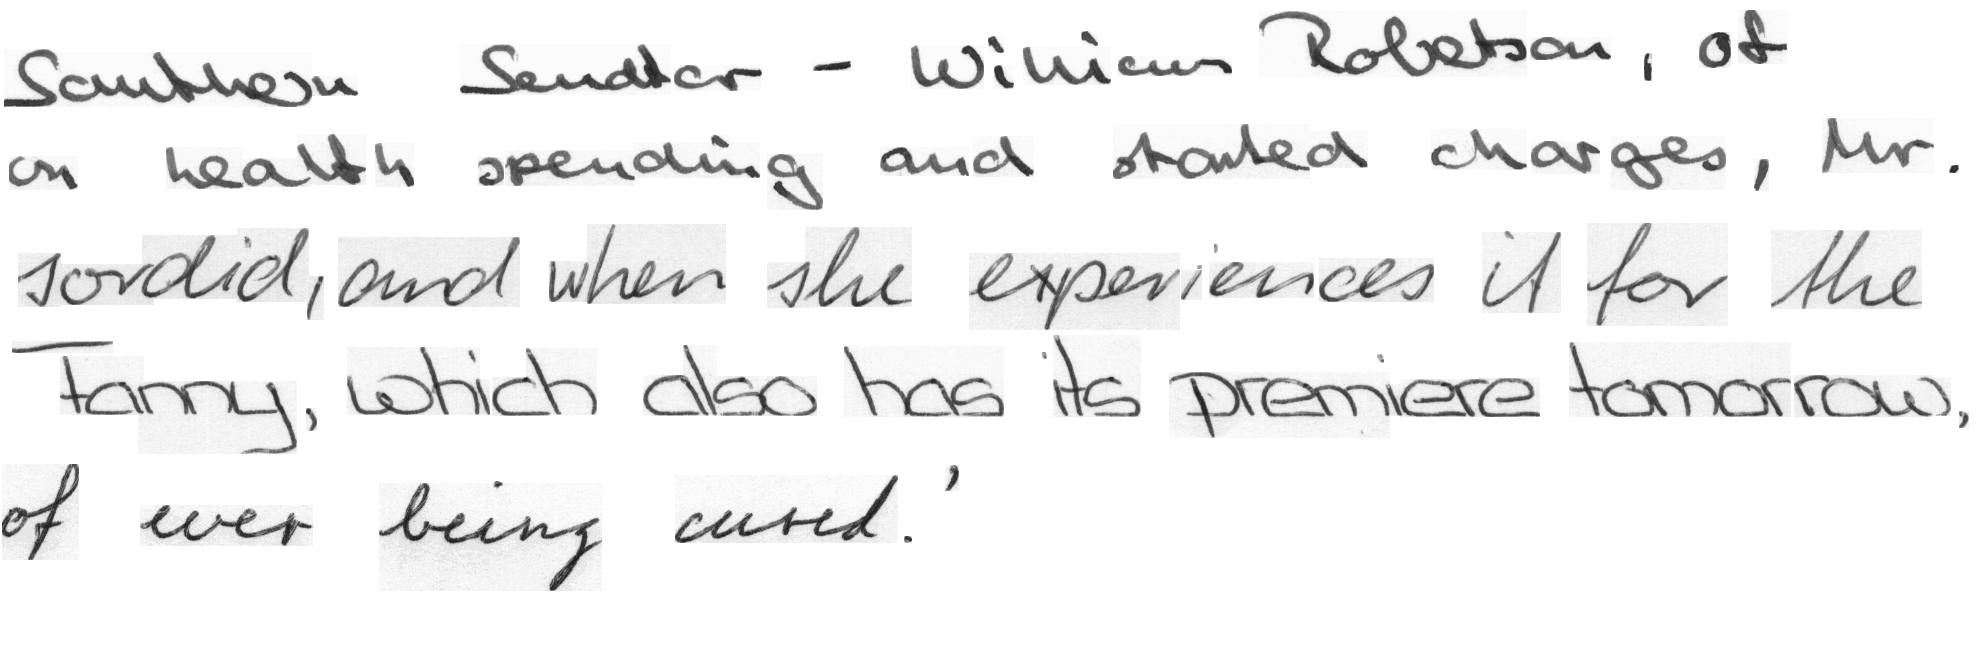 Southern Senator - William Robertson, of
on health spending and started charges, Mr.
sordid, and when she experiences it for the
Fanny, which also has its premiere tomorrow,
of ever being cured.'